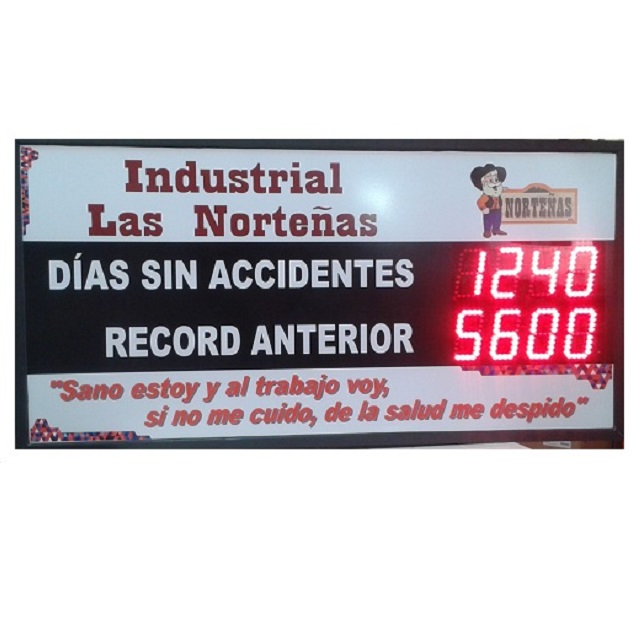 Industrial
Las Norteñas
NORTEÑAS
DÍAS SIN ACCIDENTES 1240
RECORD ANTERIOR 5600
"Sano estoy y al trabajo voy,
si no me cuido, de la salud me despido"